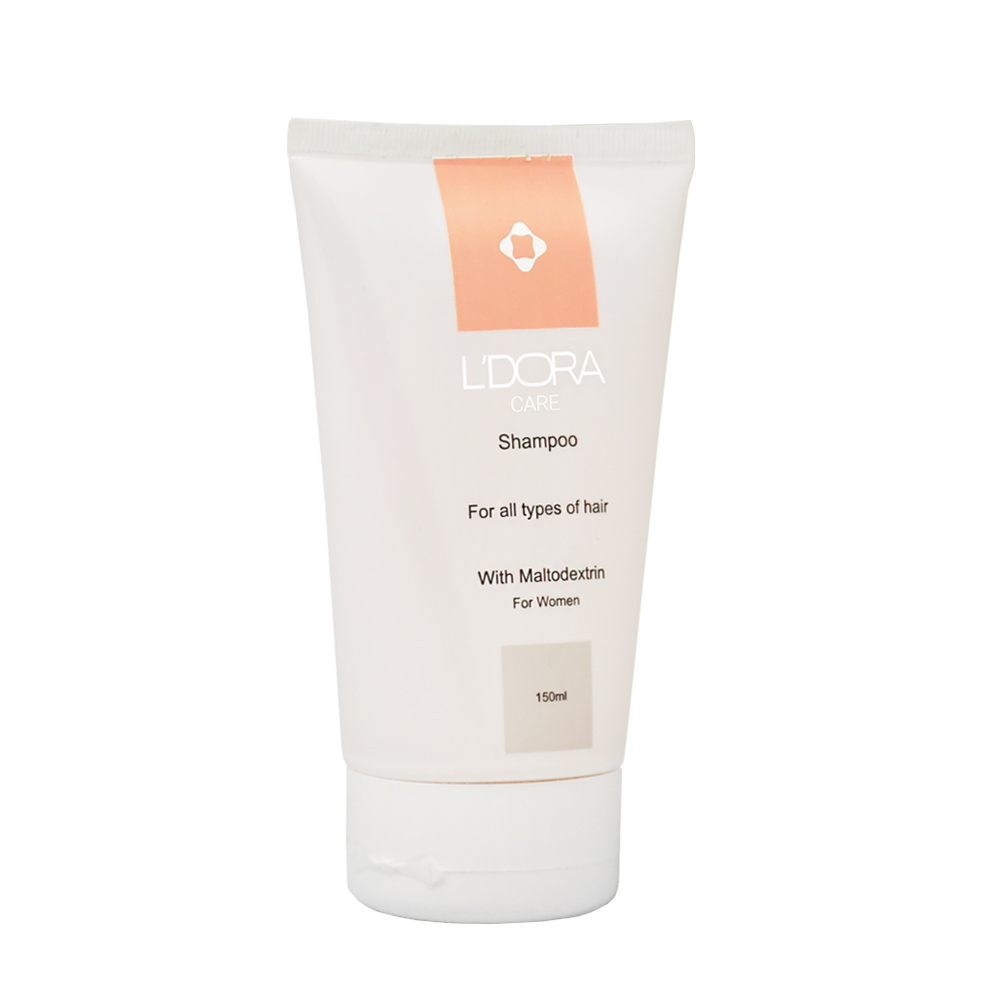 L'DORA
CARE
Shampoo
For all types of hair
With Maltodextrin
For Women
150ml